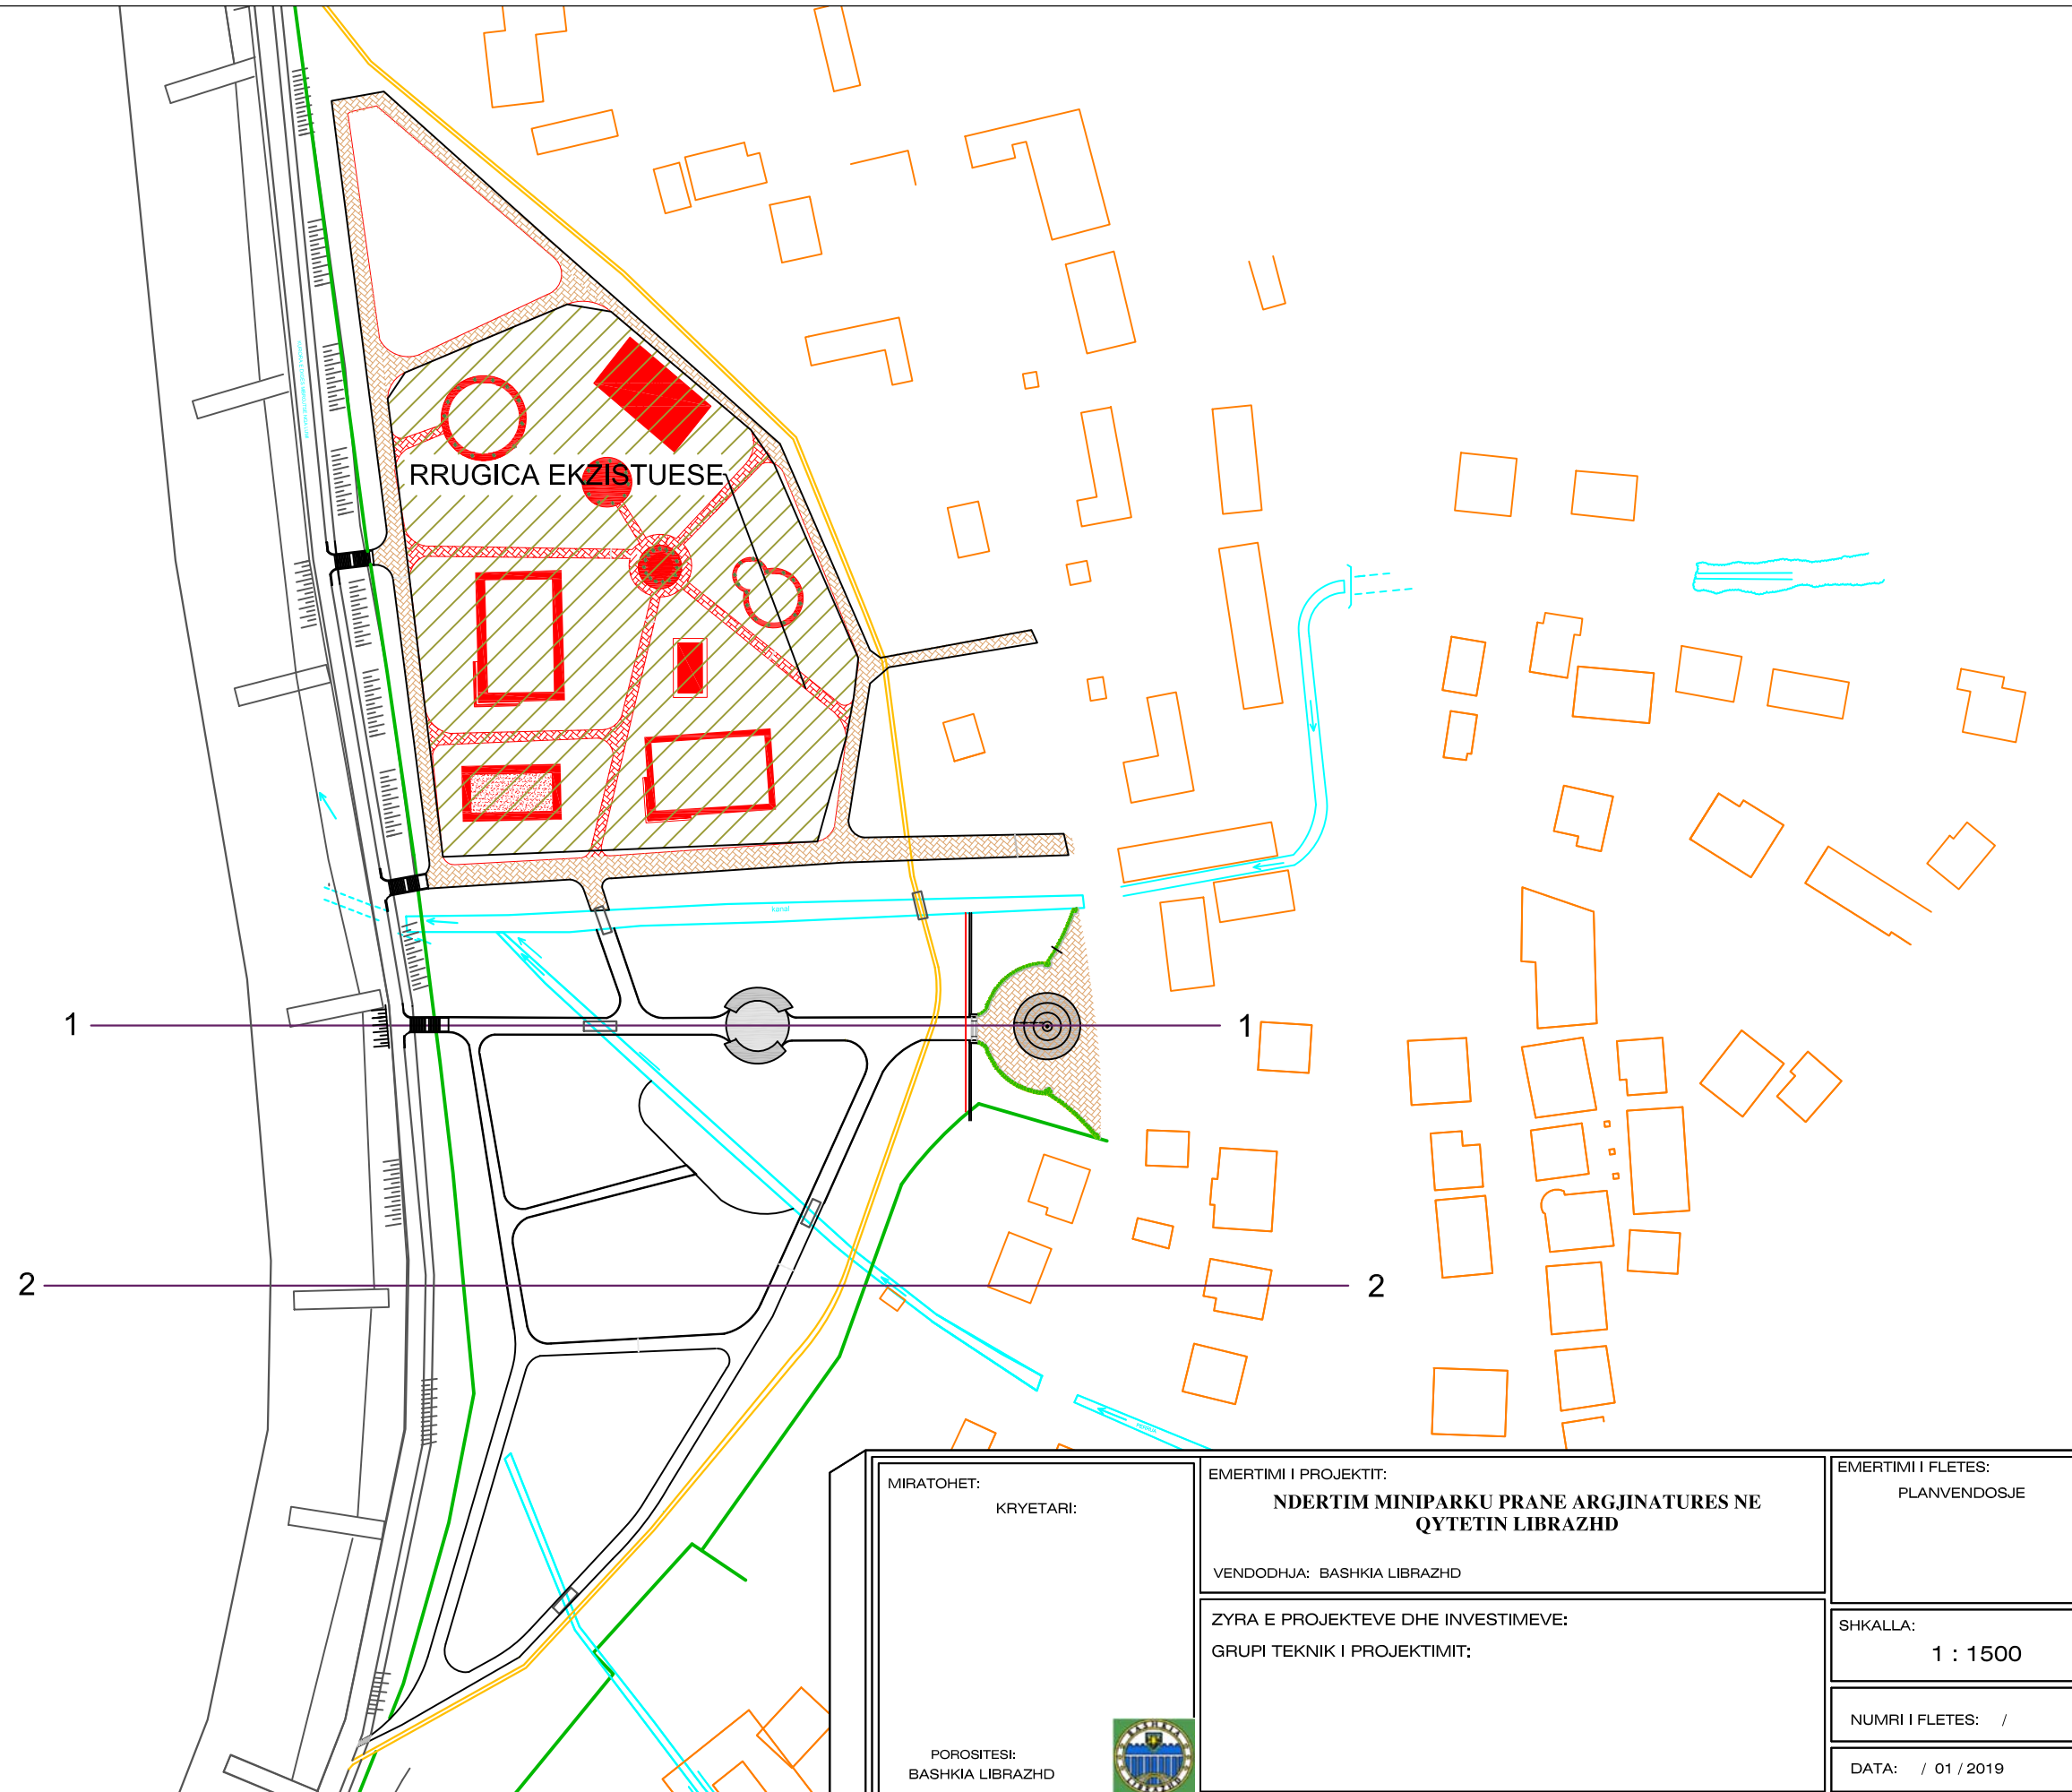 RRUGICA EKZISTUESE
kanal
1
1
2
2
MIRATOHET:
KRYETARI:
POROSITESI:
BASHKIA LIBRAZHD
EMERTIMI I PROJEKTIT:
NDERTIM MINIPARKU PRANE ARGJINATURES NE
QYTETIN LIBRAZHD
VENDODHJA: BASHKIA LIBRAZHD
ZYRA E PROJEKTEVE DHE INVESTIMEVE:
GRUPI TEKNIK I PROJEKTIMIT:
EMERTIMI I FLETES:
PLANVENDOSJE
SHKALLA:
1 : 1500
NUMRI I FLETES: /
DATA: / 01 / 2019